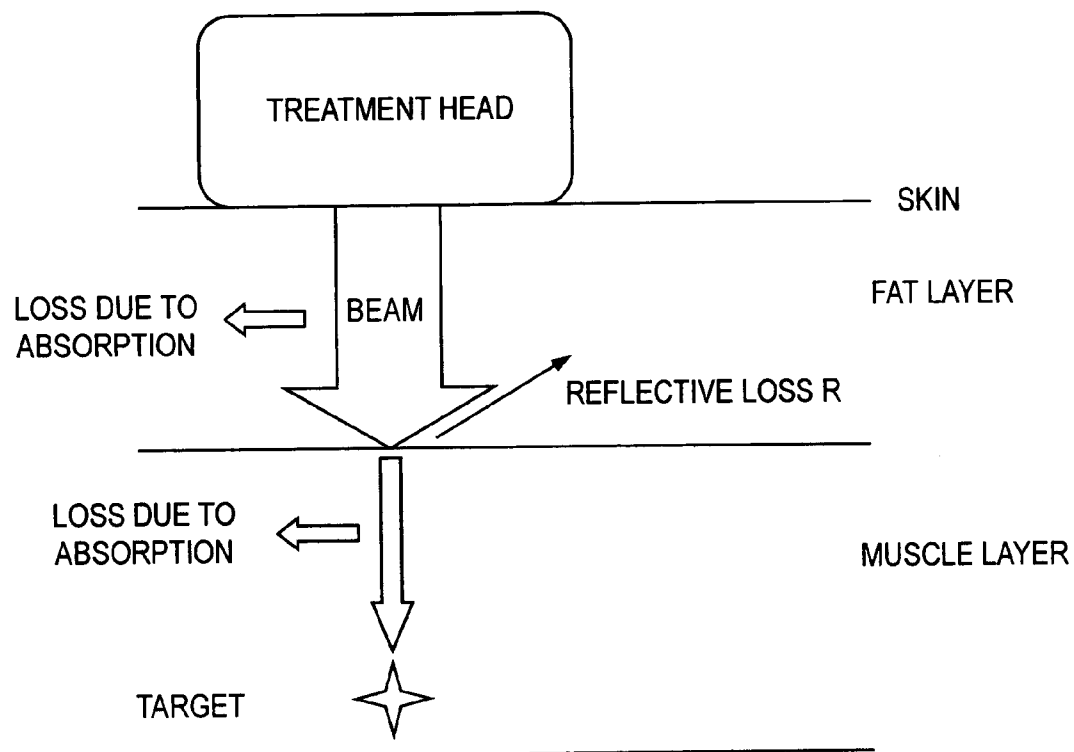 TREATMENT HEAD
SKIN
FAT LAYER
LOSS DUE TO
ABSORPTION
BEAM
REFLECTIVE LOSS R
LOSS DUE TO
ABSORPTION
MUSCLE LAYER
TARGET